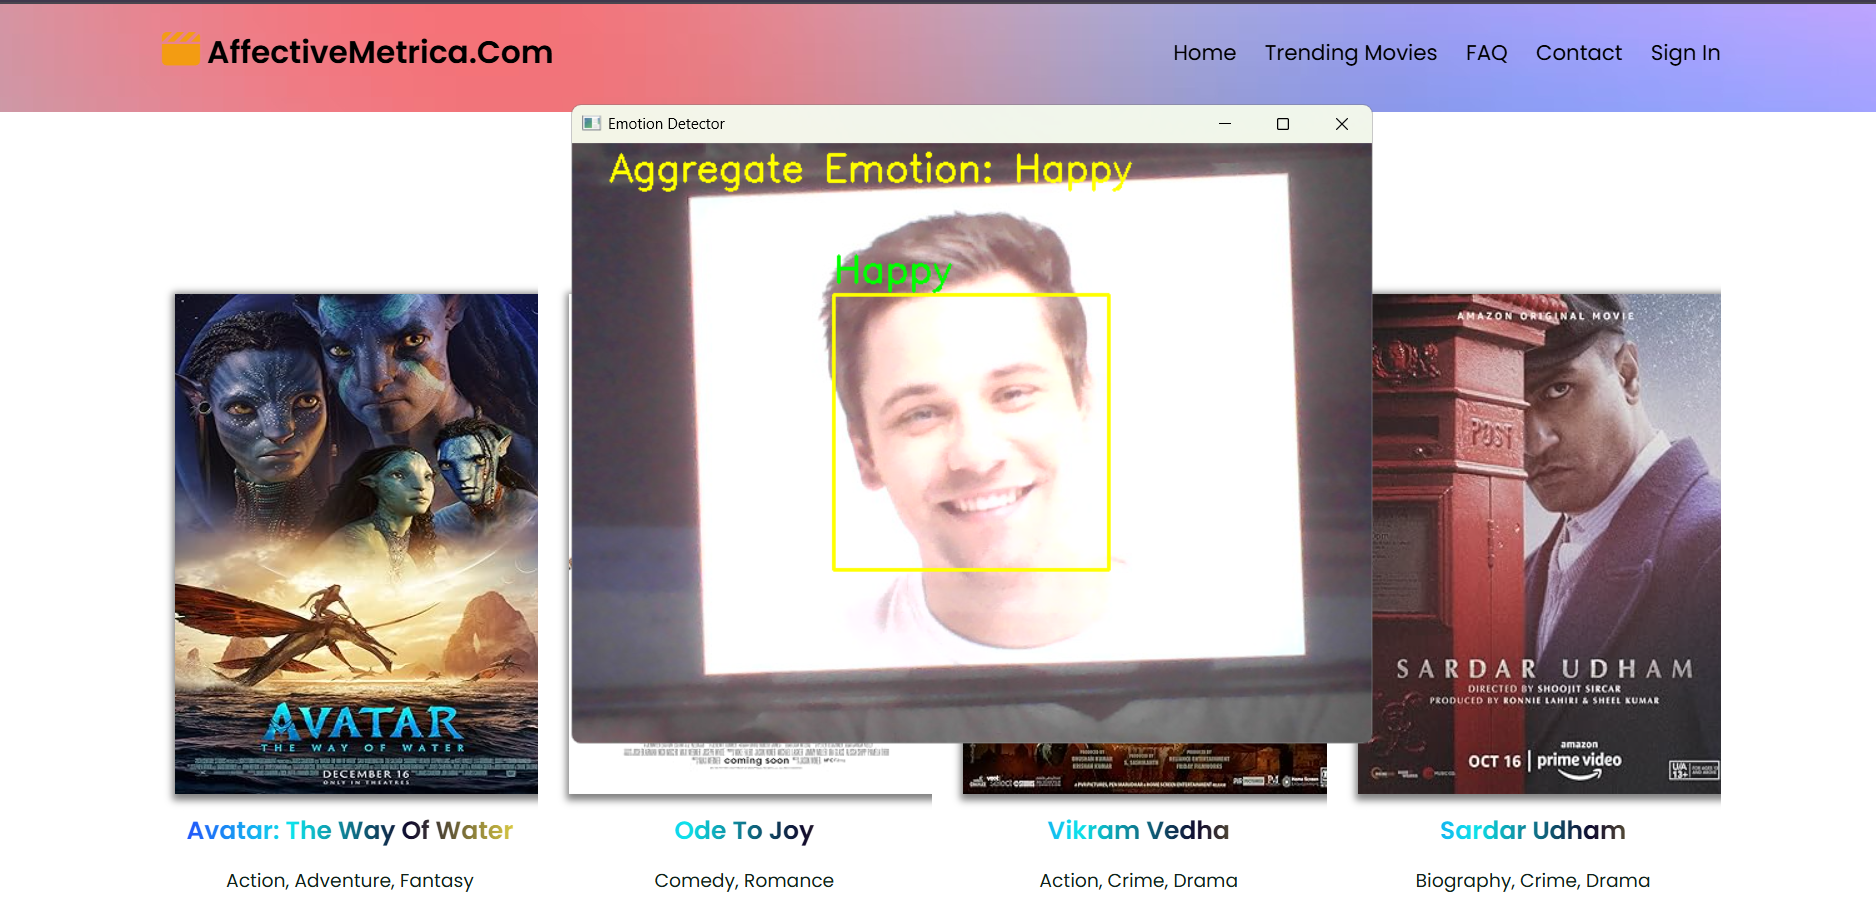 AffectiveMetrica.Com
Home Trending Movies FAQ Contact Sign In
Emotion Detector
Aggregate Emotion: Happy
Happy
AVATAR
THE WAY OF WATER
DECEMBER 16
ONLY IN THEATRES
coming soon
AMAZON ORIGINAL MOVIE
POST
SARDAR UDHAM
DIRECTED BY SHOOJIT SIRCAR
PRODUCED BY RONNIE LAHIRI & SHEEL KUMAR
OCT 16
amazon
prime video
U/A
13+
Avatar: The Way Of Water
Action, Adventure, Fantasy
Ode To Joy
Comedy, Romance
Vikram Vedha
Action, Crime, Drama
Sardar Udham
Biography, Crime, Drama